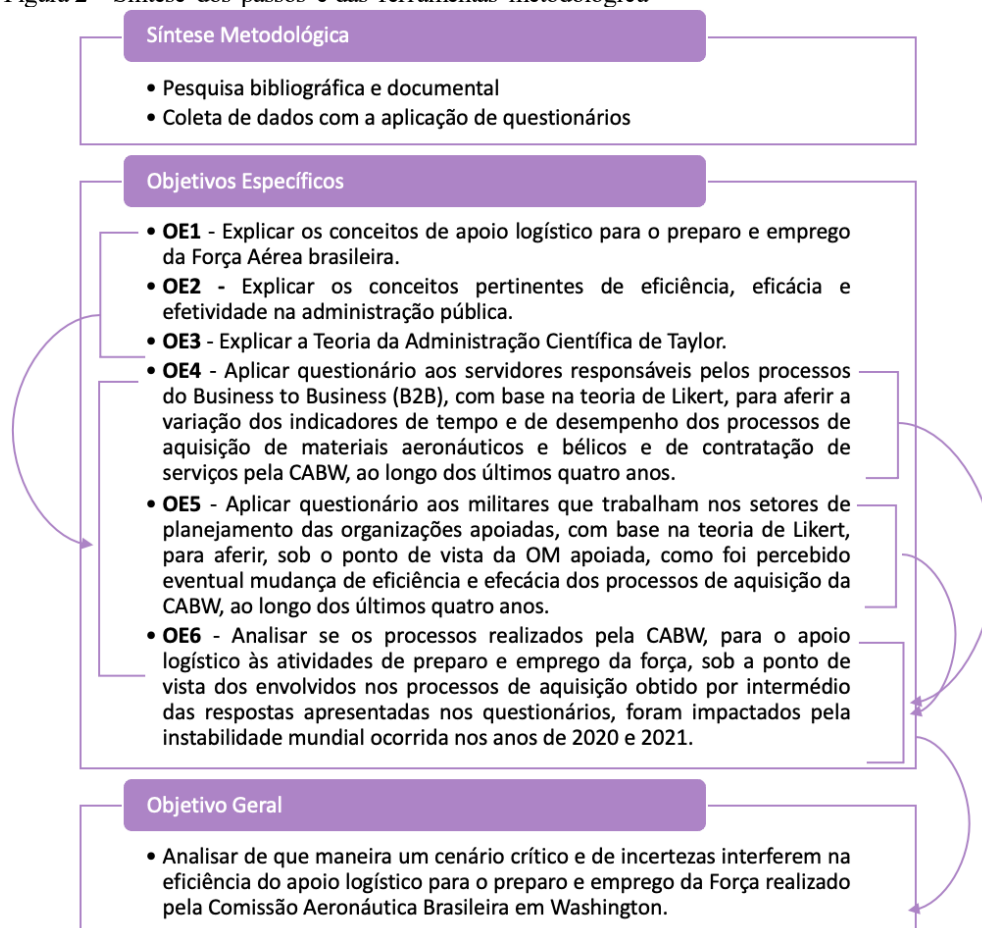 Figura 2 – Síntese dos passos e das ferramentas metodológica
Síntese Metodológica
• Pesquisa bibliográfica e documental
• Coleta de dados com a aplicação de questionários
Objetivos Específicos
• OE1 - Explicar os conceitos de apoio logístico para o preparo e emprego
da Força Aérea brasileira.
• OE2 - Explicar os conceitos pertinentes de eficiência, eficácia e
efetividade na administração pública.
• OE3 - Explicar a Teoria da Administração Científica de Taylor.
• OE4 - Aplicar questionário aos servidores responsáveis pelos processos
do Business to Business (B2B), com base na teoria de Likert, para aferir a
variação dos indicadores de tempo e de desempenho dos processos de
aquisição de materiais aeronáuticos e bélicos e de contratação de
serviços pela CABW, ao longo dos últimos quatro anos.
• OE5 - Aplicar questionário aos militares que trabalham nos setores de
planejamento das organizações apoiadas, com base na teoria de Likert,
para aferir, sob o ponto de vista da OM apoiada, como foi percebido
eventual mudança de eficiência e efecácia dos processos de aquisição da
CABW, ao longo dos últimos quatro anos.
• OE6 - Analisar se os processos realizados pela CABW, para o apoio
logístico às atividades de preparo e emprego da força, sob a ponto de
vista dos envolvidos nos processos de aquisição obtido por intermédio
das respostas apresentadas nos questionários, foram impactados pela
instabilidade mundial ocorrida nos anos de 2020 e 2021.
Objetivo Geral
• Analisar de que maneira um cenário crítico e de incertezas interferem na
eficiência do apoio logístico para o preparo e emprego da Força realizado
pela Comissão Aeronáutica Brasileira em Washington.